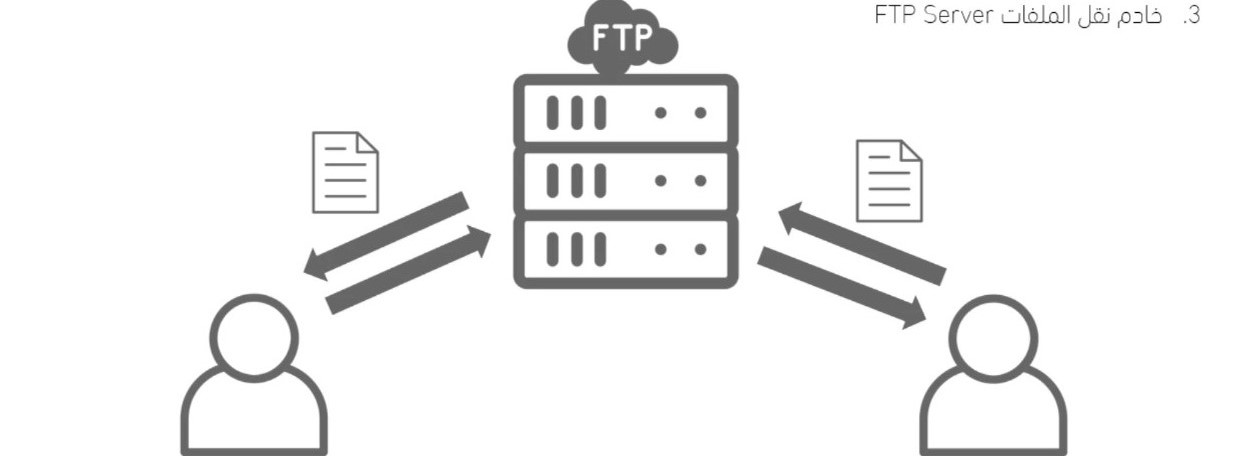 3. خادم نقل الملفات FTP Server
FTP